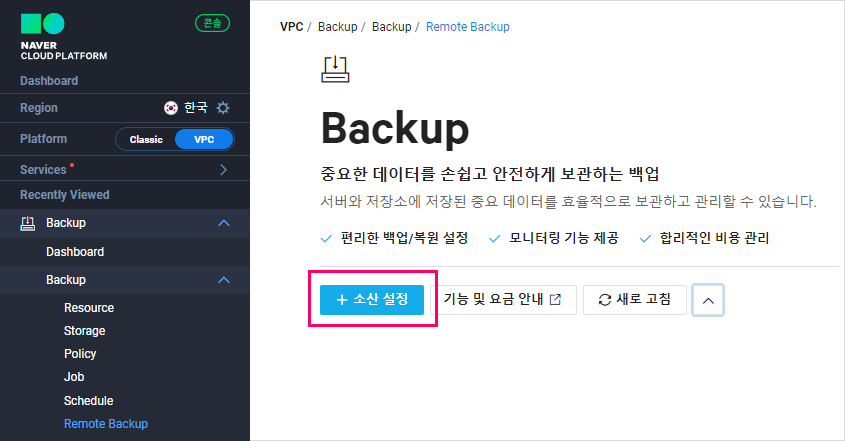 콘솔
NAVER
CLOUD PLATFORM
Dashboard
Region 한국
Platform Classic VPC
Services
Recently Viewed
Backup
Dashboard
Backup
Resource
Storage
Policy
Job
Schedule
Remote Backup
VPC / Backup / Backup / Remote Backup
Backup
중요한 데이터를 손쉽고 안전하게 보관하는 백업
서버와 저장소에 저장된 중요 데이터를 효율적으로 보관하고 관리할 수 있습니다.
편리한 백업/복원 설정 모니터링 기능 제공 합리적인 비용 관리
+ 소산 설정 기능 및 요금 안내 새로 고침